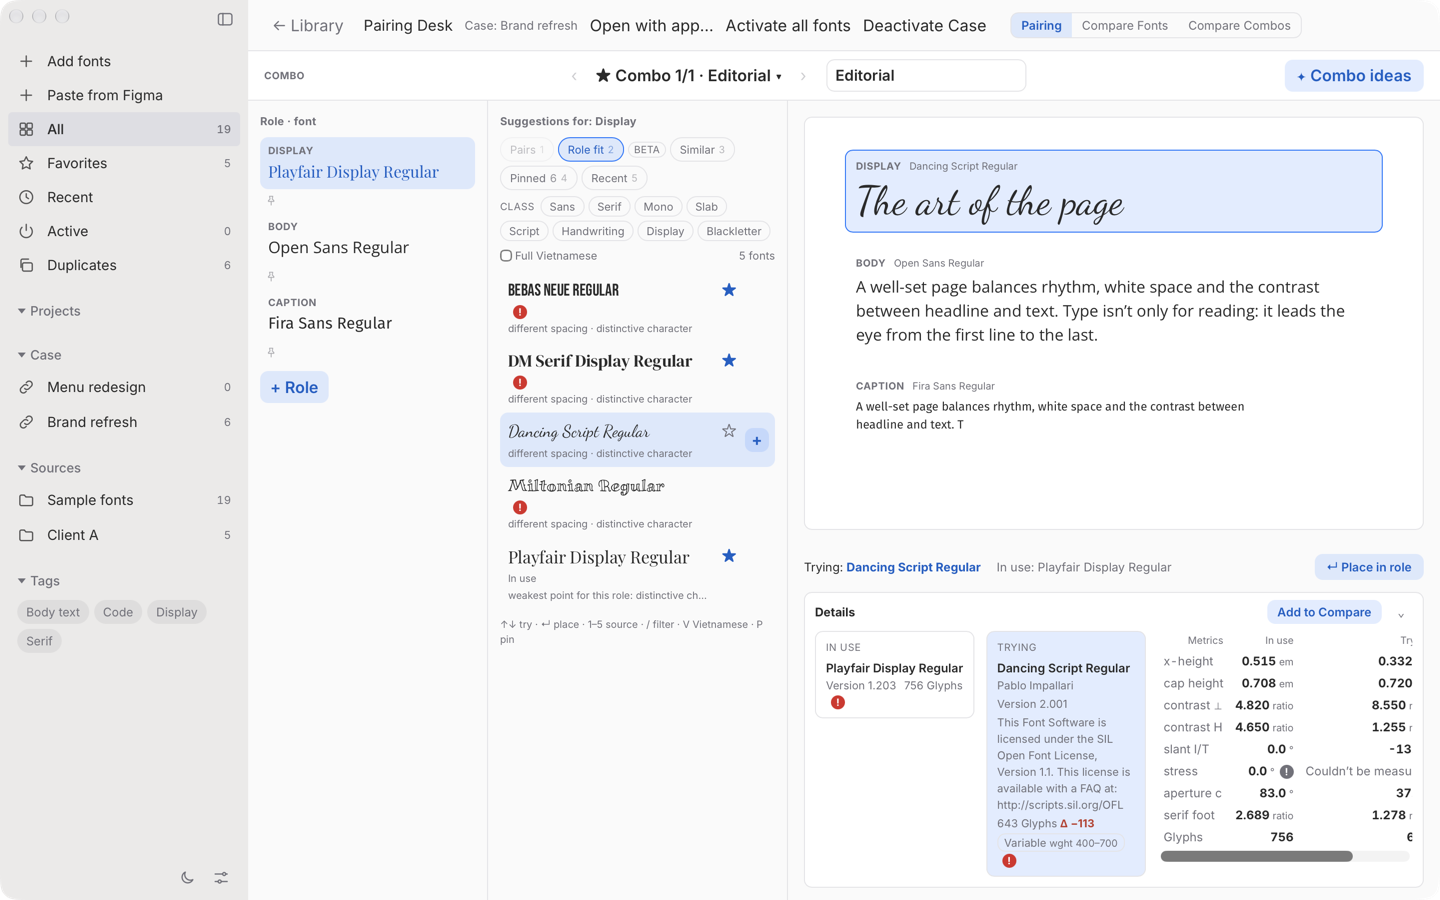 ← Library
Pairing Desk
Case: Brand refresh
Open with app...
Activate all fonts
Deactivate Case
Pairing
Compare Fonts
Compare Combos
Add fonts
Paste from Figma
All 19
Favorites 5
Recent
Active 0
Duplicates 6
Projects
Case
Menu redesign 0
Brand refresh 6
Sources
Sample fonts 19
Client A 5
Tags
Body text
Code
Display
Serif
COMBO
‹ ★ Combo 1/1 · Editorial ▾ ›
Editorial
Combo ideas
Role · font
DISPLAY
Playfair Display Regular
BODY
Open Sans Regular
CAPTION
Fira Sans Regular
+ Role
Suggestions for: Display
Pairs 1
Role fit 2
BETA
Similar 3
Pinned 6 4
Recent 5
CLASS
Sans
Serif
Mono
Slab
Script
Handwriting
Display
Blackletter
Full Vietnamese
5 fonts
BEBAS NEUE REGULAR
different spacing · distinctive character
DM Serif Display Regular
different spacing · distinctive character
Dancing Script Regular
+
different spacing · distinctive character
Miltonian Regular
different spacing · distinctive character
Playfair Display Regular
In use
weakest point for this role: distinctive ch...
↑↓ try · ↵ place · 1–5 source · / filter · V Vietnamese · P
pin
DISPLAY Dancing Script Regular
The art of the page
BODY Open Sans Regular
A well-set page balances rhythm, white space and the contrast
between headline and text. Type isn't only for reading: it leads the
eye from the first line to the last.
CAPTION Fira Sans Regular
A well-set page balances rhythm, white space and the contrast between
headline and text. T
Trying: Dancing Script Regular
In use: Playfair Display Regular
↵ Place in role
Details
Add to Compare
IN USE
Playfair Display Regular
Version 1.203 756 Glyphs
TRYING
Dancing Script Regular
Pablo Impallari
Version 2.001
This Font Software is
licensed under the SIL
Open Font License,
Version 1.1. This license is
available with a FAQ at:
http://scripts.sil.org/OFL
643 Glyphs Δ −113
Variable wght 400–700
Metrics In use Try
x-height 0.515 em 0.332
cap height 0.708 em 0.720
contrast ⊥ 4.820 ratio 8.550 r
contrast H 4.650 ratio 1.255 r
slant I/T 0.0 ° -13
stress 0.0 ° Couldn't be measu
aperture c 83.0 ° 37
serif foot 2.689 ratio 1.278 r
Glyphs 756 6